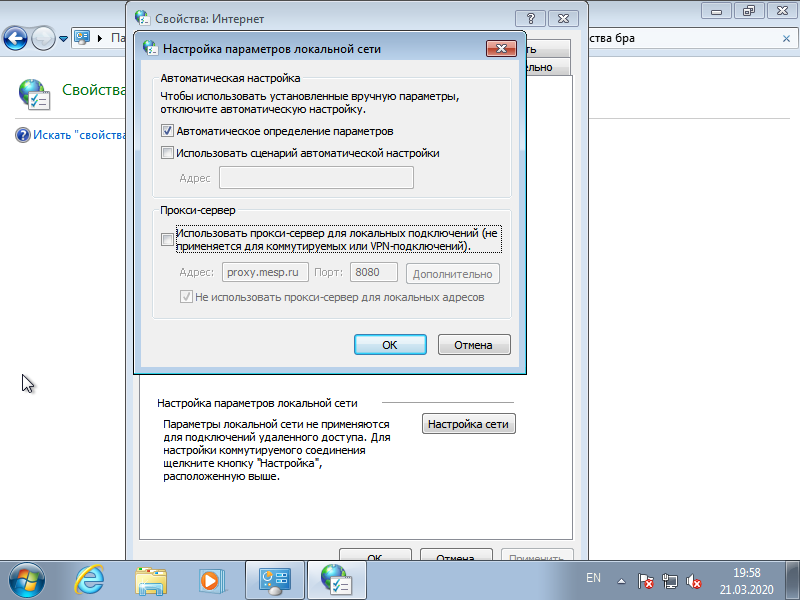 Свойства: Интернет
Па
ства бра
Свойства
Искать "свойства
ть
льно
Настройка параметров локальной сети
Автоматическая настройка
Чтобы использовать установленные вручную параметры,
отключите автоматическую настройку.
Автоматическое определение параметров
Использовать сценарий автоматической настройки
Адрес
Прокси-сервер
Использовать прокси-сервер для локальных подключений (не
применяется для коммутируемых или VPN-подключений).
Адрес: proxy.mesp.ru Порт: 8080 Дополнительно
Не использовать прокси-сервер для локальных адресов
ОК Отмена
Настройка параметров локальной сети
Параметры локальной сети не применяются
для подключений удаленного доступа. Для
настройки коммутируемого соединения
щелкните кнопку "Настройка",
расположенную выше.
Настройка сети
ОК Отмена Применить
EN
19:58
21.03.2020